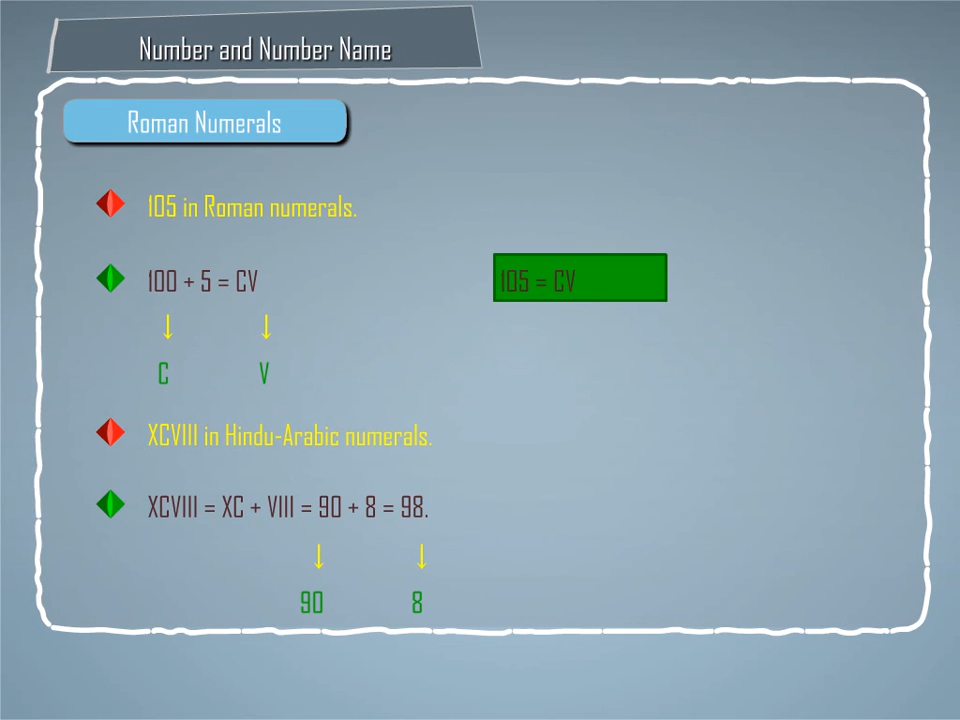 Number and Number Name
Roman Numerals
105 in Roman numerals.
100 + 5 = CV
105 = CV
↓ ↓
C V
XCVIII in Hindu-Arabic numerals.
XCVIII = XC + VIII = 90 + 8 = 98.
↓ ↓
90 8